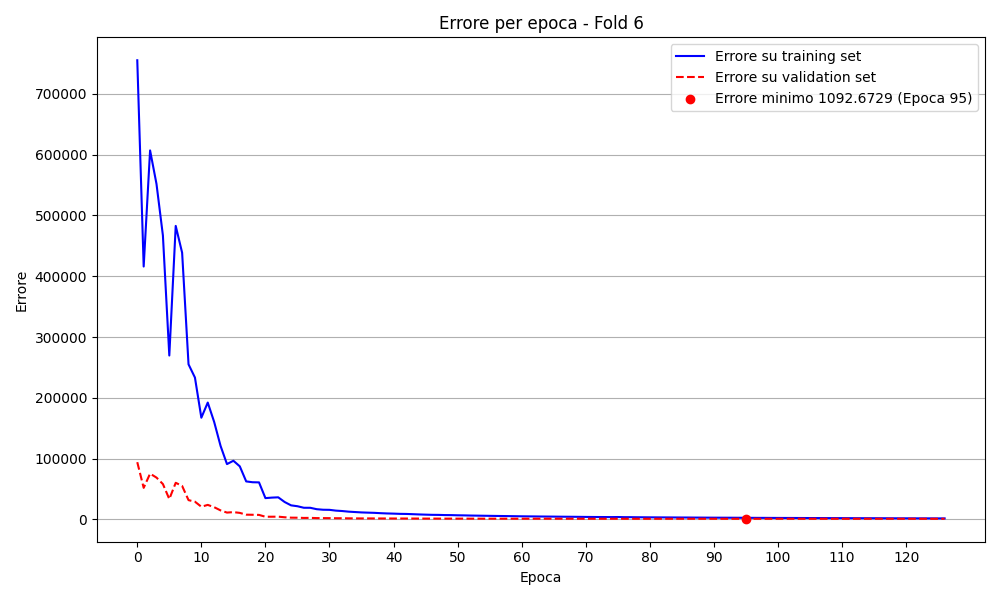 Errore per epoca - Fold 6
Errore su training set
Errore su validation set
Errore minimo 1092.6729 (Epoca 95)
Errore
700000
600000
500000
400000
300000
200000
100000
0
0 10 20 30 40 50 60 70 80 90 100 110 120
Epoca